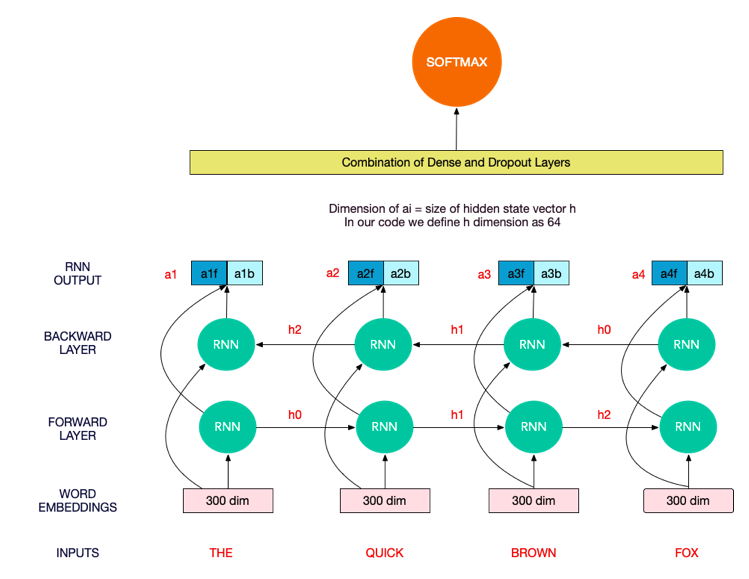 SOFTMAX
Combination of Dense and Dropout Layers
Dimension of ai = size of hidden state vector h
In our code we define h dimension as 64
RNN
OUTPUT
a1 a1f a1b a2 a2f a2b a3 a3f a3b a4 a4f a4b
BACKWARD
LAYER
RNN h2 RNN h1 RNN h0 RNN
FORWARD
LAYER
RNN h0 RNN h1 RNN h2 RNN
WORD
EMBEDDINGS
300 dim 300 dim 300 dim 300 dim
INPUTS THE QUICK BROWN FOX